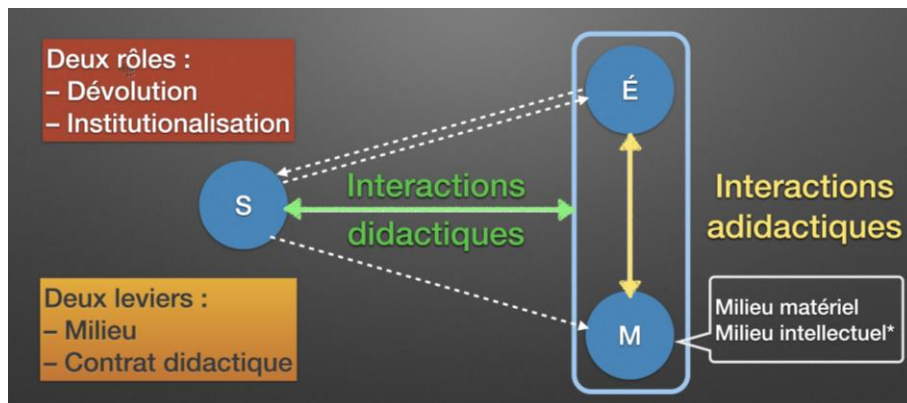 Deux rôles :
– Dévolution
– Institutionalisation
É
S
Interactions
didactiques
Interactions
adidactiques
Deux leviers :
– Milieu
– Contrat didactique
M
Milieu matériel
Milieu intellectuel*